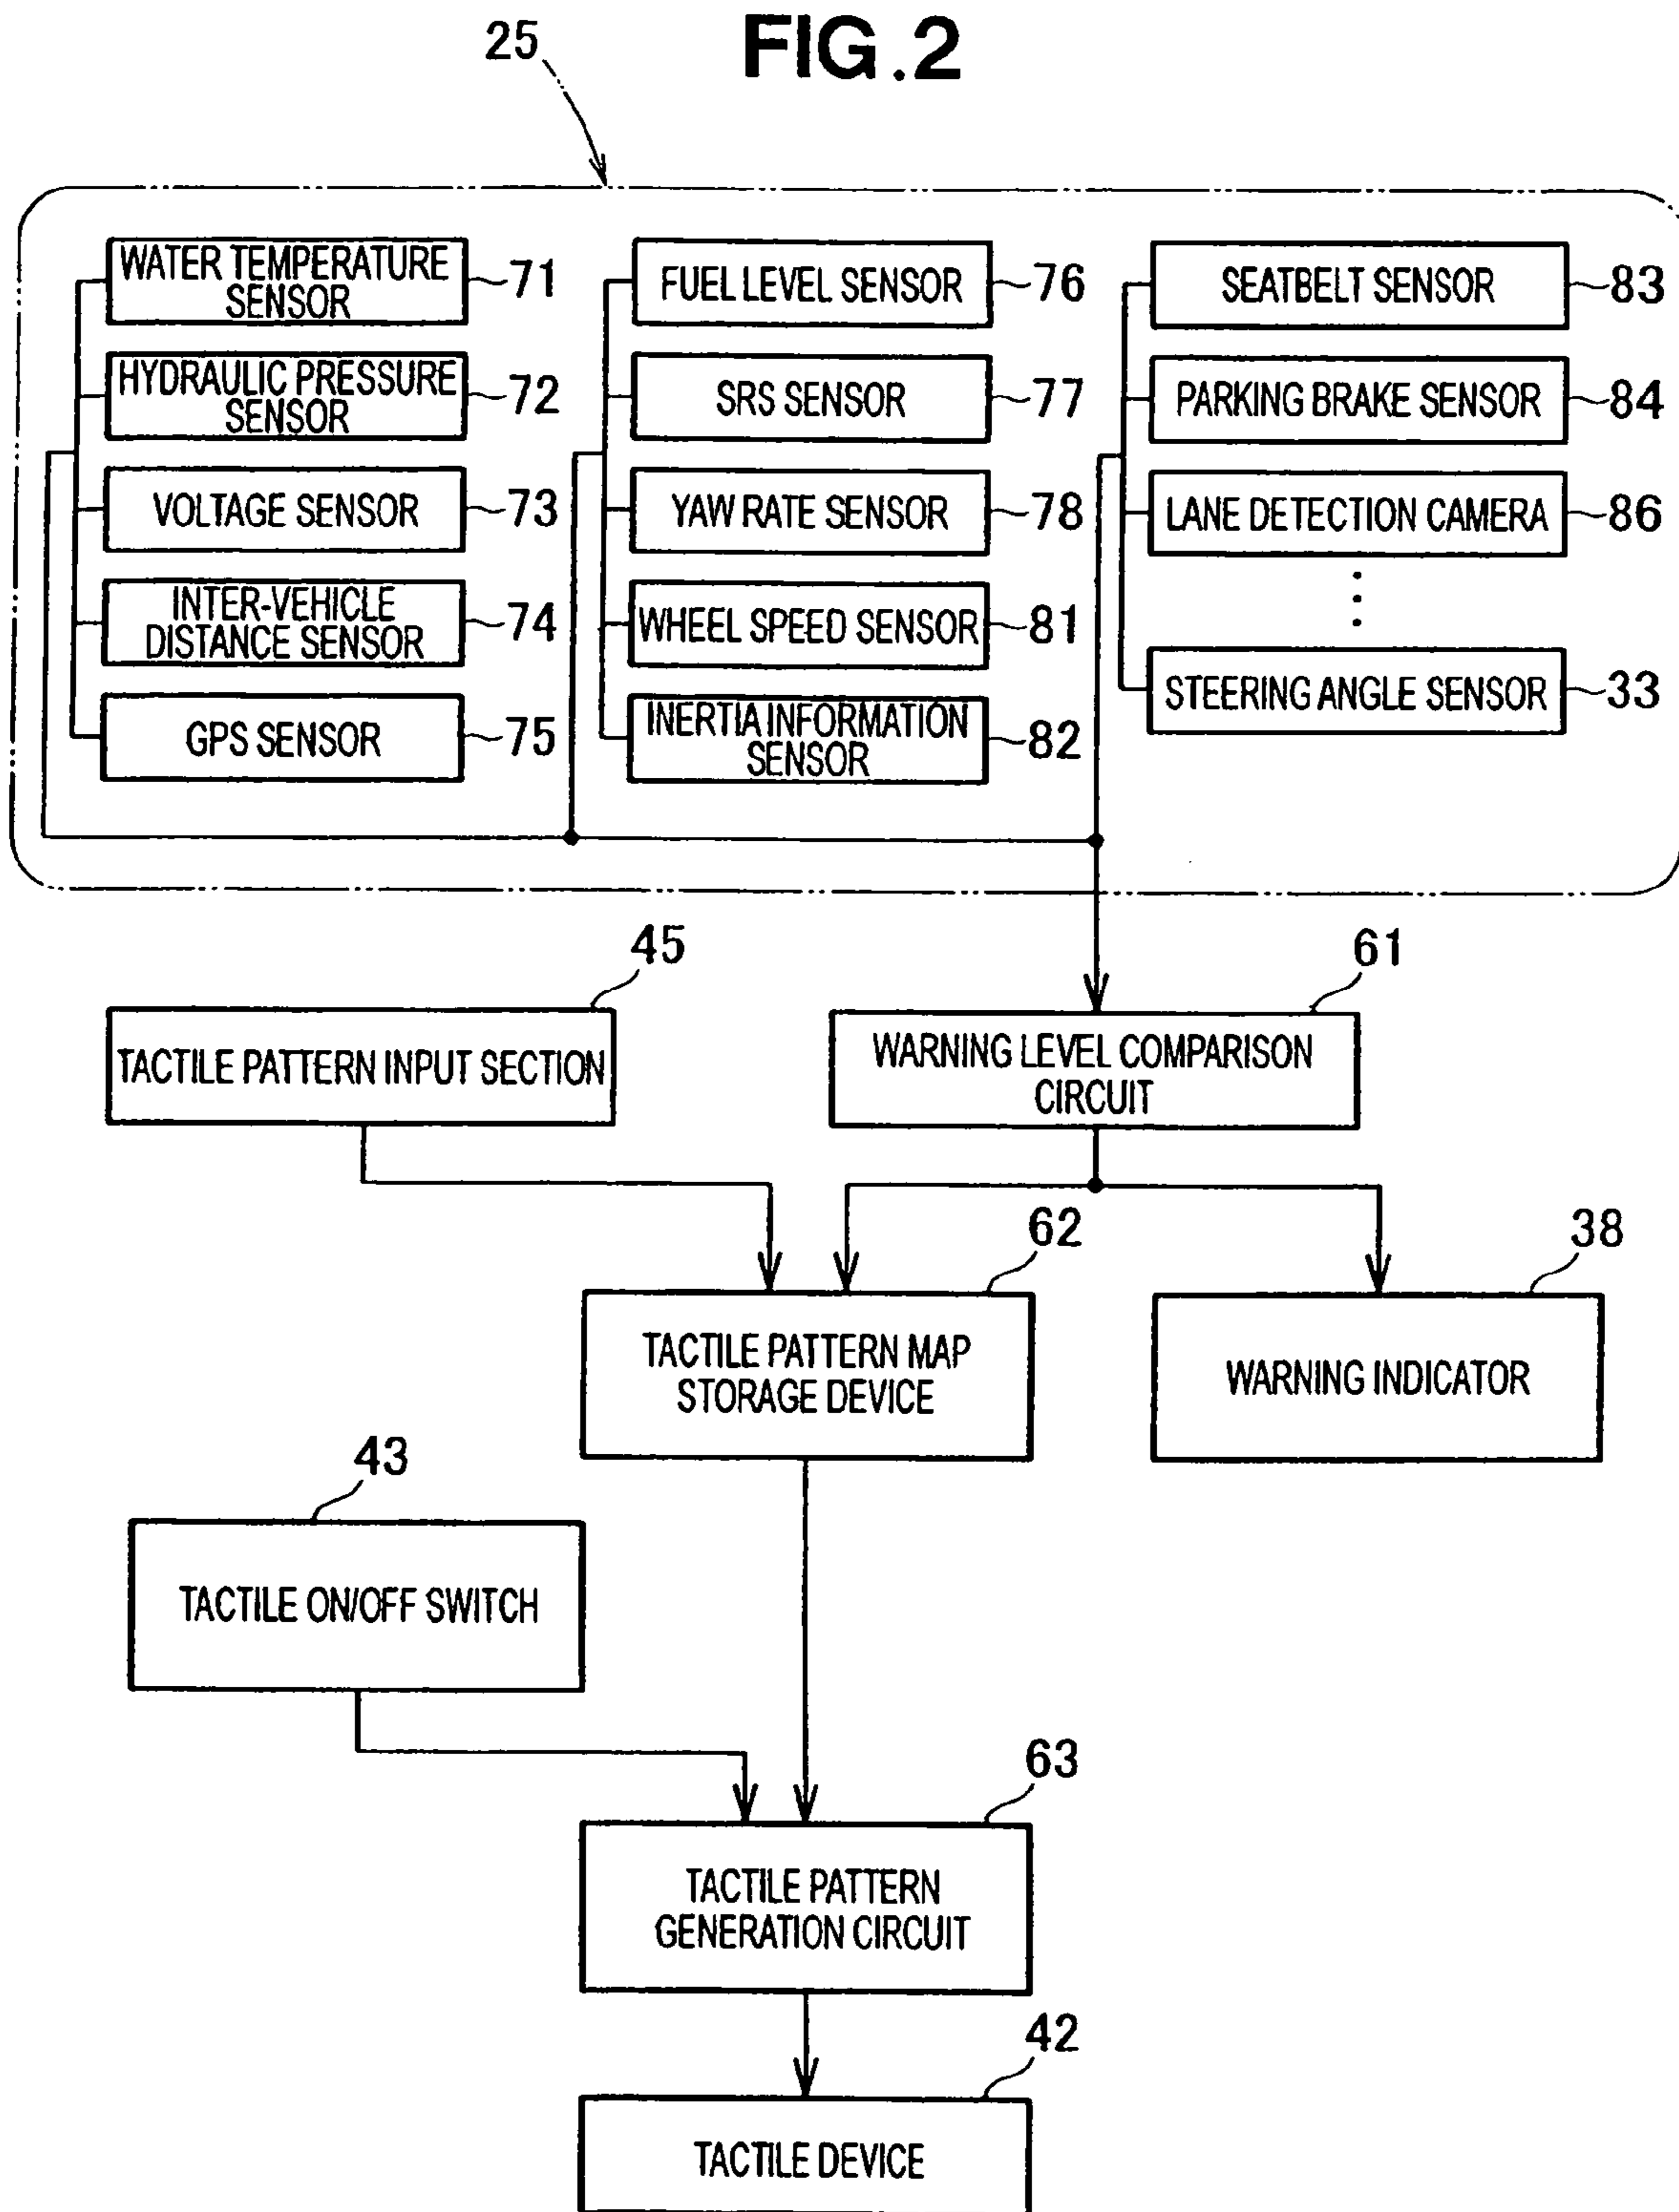 FIG.2
25
WATER TEMPERATURE
SENSOR
71
HYDRAULIC PRESSURE
SENSOR
72
VOLTAGE SENSOR
73
INTER-VEHICLE
DISTANCE SENSOR
74
GPS SENSOR
75
FUEL LEVEL SENSOR
76
SRS SENSOR
77
YAW RATE SENSOR
78
WHEEL SPEED SENSOR
81
INERTIA INFORMATION
SENSOR
82
SEATBELT SENSOR
83
PARKING BRAKE SENSOR
84
LANE DETECTION CAMERA
86
STEERING ANGLE SENSOR
33
45
TACTILE PATTERN INPUT SECTION
61
WARNING LEVEL COMPARISON
CIRCUIT
62
TACTILE PATTERN MAP
STORAGE DEVICE
38
WARNING INDICATOR
43
TACTILE ON/OFF SWITCH
63
TACTILE PATTERN
GENERATION CIRCUIT
42
TACTILE DEVICE